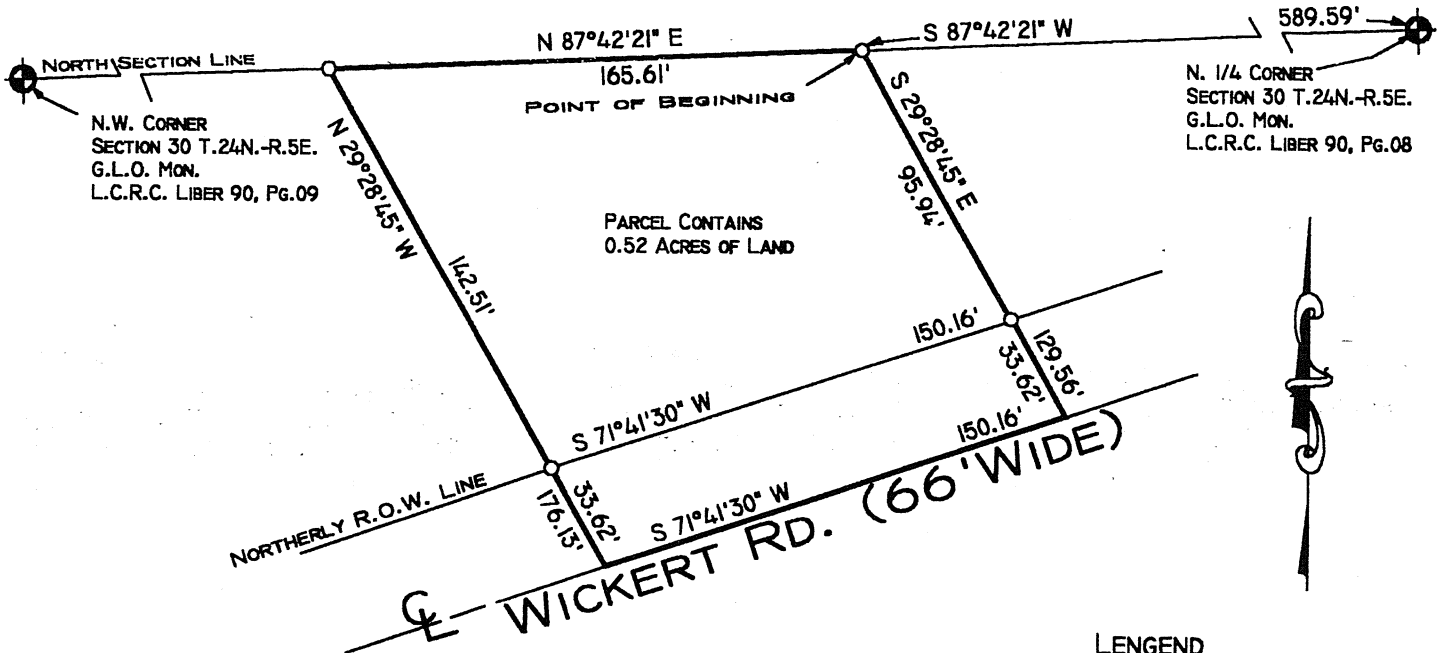 589.59'
N 87°42'21" E
S 87°42'21" W
NORTH SECTION LINE
165.61'
POINT OF BEGINNING
N. 1/4 CORNER
SECTION 30 T.24N.-R.5E.
G.L.O. MON.
L.C.R.C. LIBER 90, PG.08
N.W. CORNER
SECTION 30 T.24N.-R.5E.
G.L.O. MON.
L.C.R.C. LIBER 90, PG.09
N 29°28'45" W
142.51'
S 29°28'45" E
95.94'
PARCEL CONTAINS
0.52 ACRES OF LAND
150.16'
129.56'
33.62'
S 71°41'30" W
150.16'
NORTHERLY R.O.W. LINE
33.62'
176.13'
S 71°41'30" W
CL WICKERT RD. (66'WIDE)
LENGEND